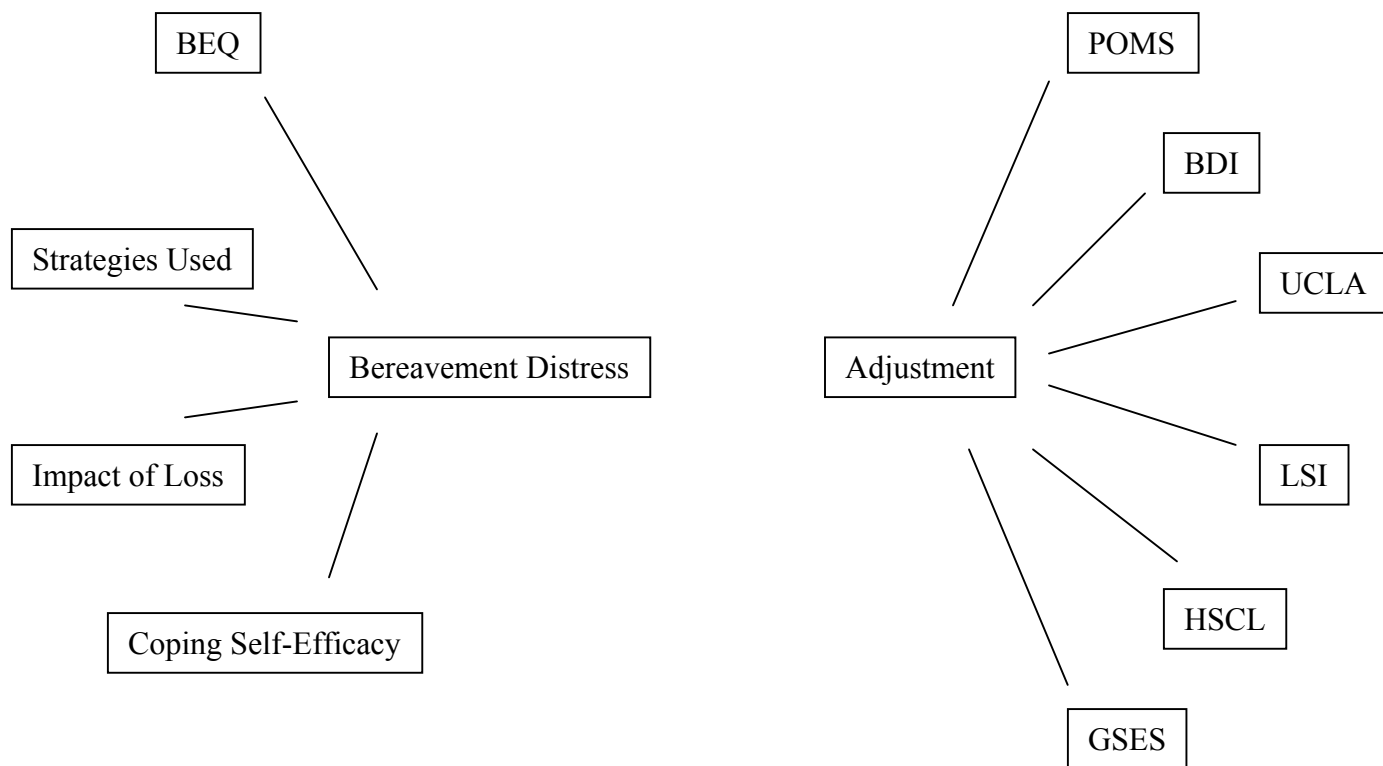 BEQ
POMS
BDI
Strategies Used
UCLA
Bereavement Distress
Adjustment
Impact of Loss
LSI
HSCL
Coping Self-Efficacy
GSES